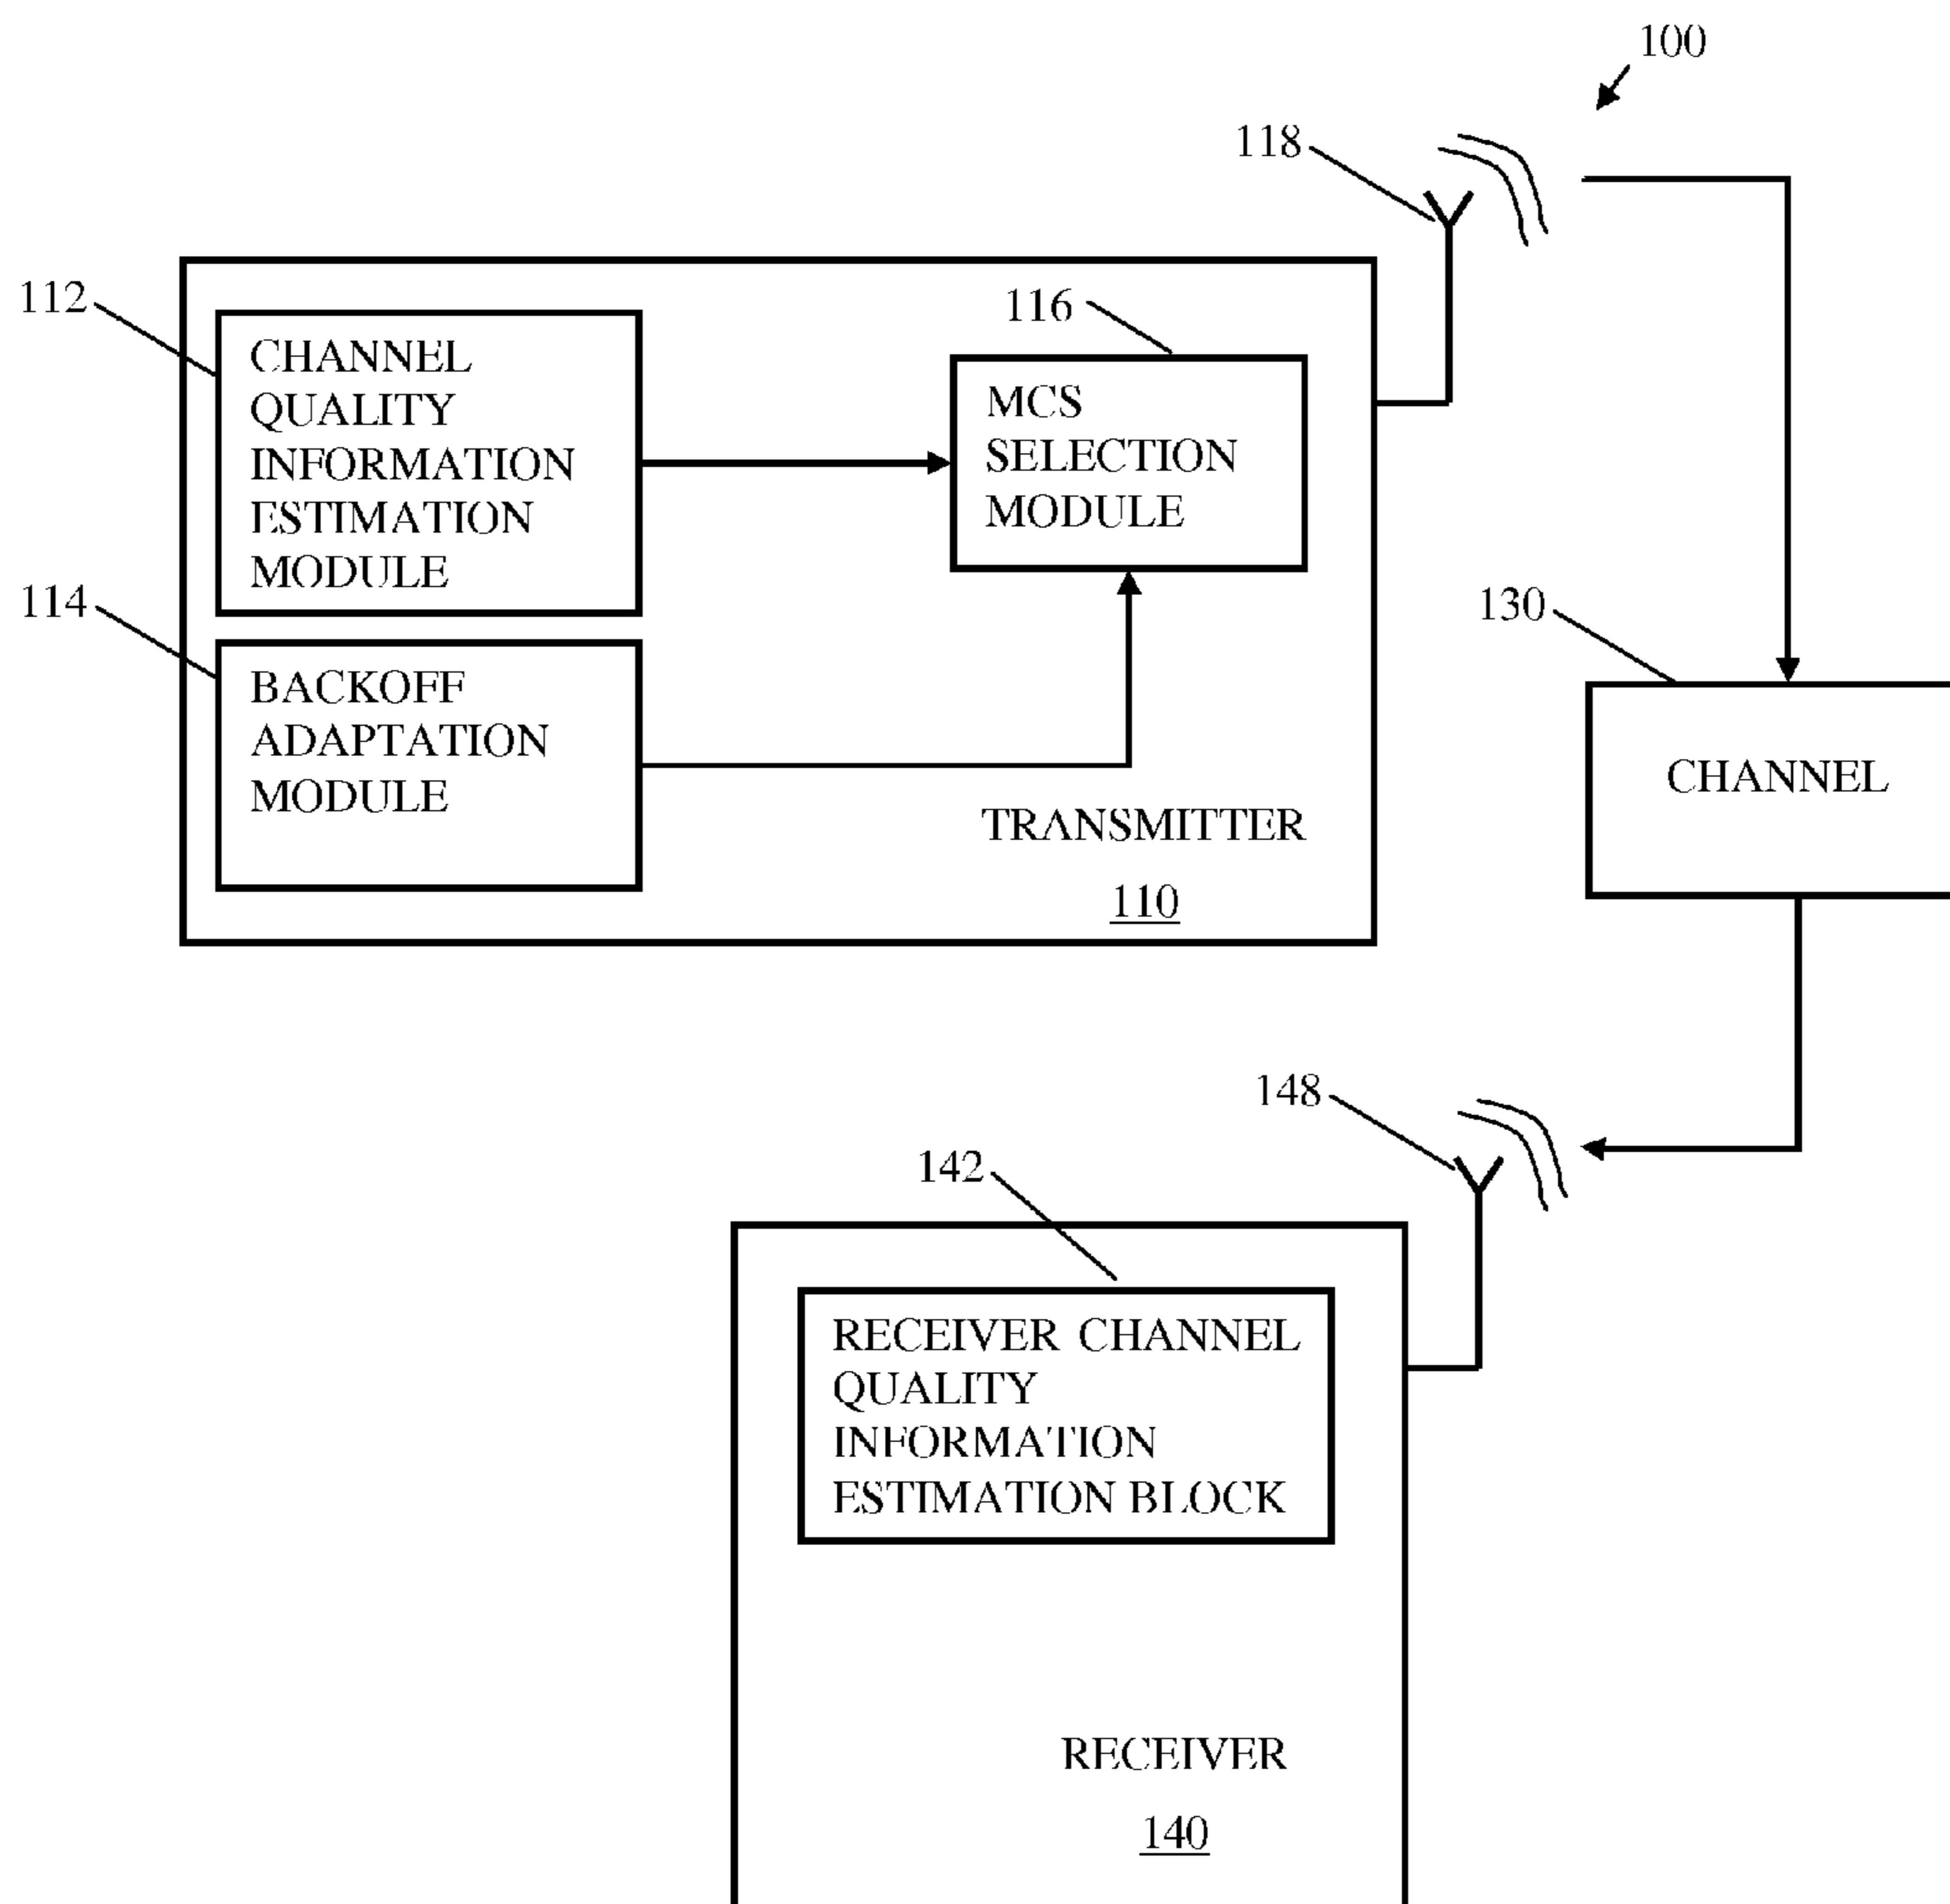 100
118
112
116
CHANNEL
QUALITY
INFORMATION
ESTIMATION
MODULE
MCS
SELECTION
MODULE
114
BACKOFF
ADAPTATION
MODULE
TRANSMITTER
110
130
CHANNEL
148
142
RECEIVER CHANNEL
QUALITY
INFORMATION
ESTIMATION BLOCK
RECEIVER
140